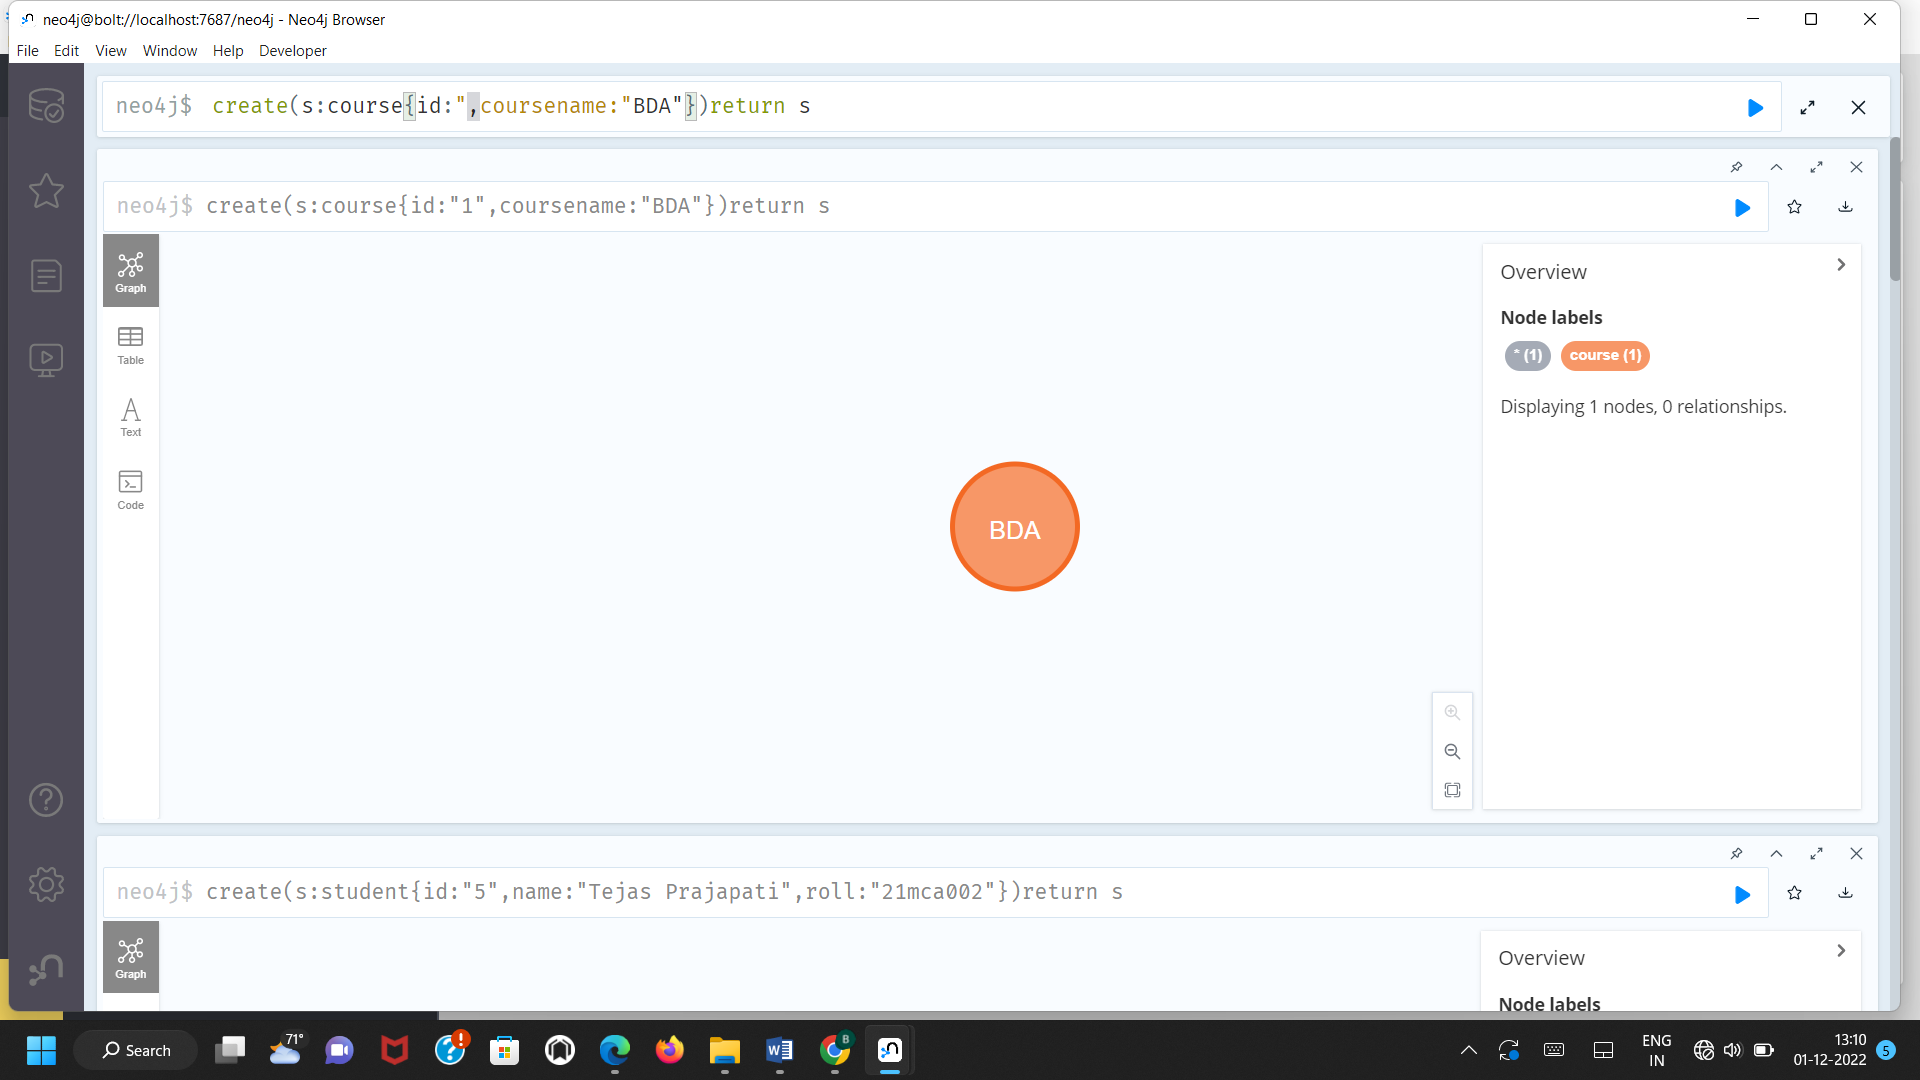 neo4j@bolt://localhost:7687/neo4j - Neo4j Browser
File Edit View Window Help Developer
neo4j$ create(s:course{id:",coursename:"BDA"})return s
neo4j$ create(s:course{id:"1",coursename:"BDA"})return s
Graph
Table
Text
Code
BDA
Overview
Node labels
* (1) course (1)
Displaying 1 nodes, 0 relationships.
neo4j$ create(s:student{id:"5",name:"Tejas Prajapati",roll:"21mca002"})return s
Graph
Overview
Node labels
Search
71°
B
ENG
IN
13:10
01-12-2022
5